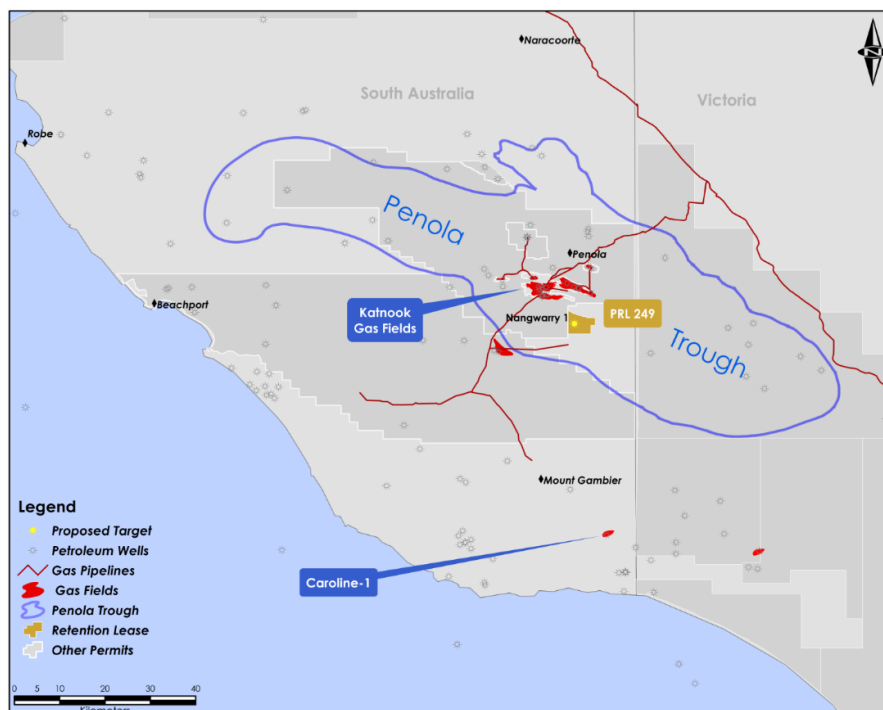 Naracoorte
N
South Australia
Victoria
Robe
Penola
Penola
Beachport
Katnook
Gas Fields
Nangwarry 1
PRL 249
Trough
Mount Gambier
Caroline-1
Legend
Proposed Target
Petroleum Wells
Gas Pipelines
Gas Fields
Penola Trough
Retention Lease
Other Permits
0 5 10 20 30 40
Kilometers